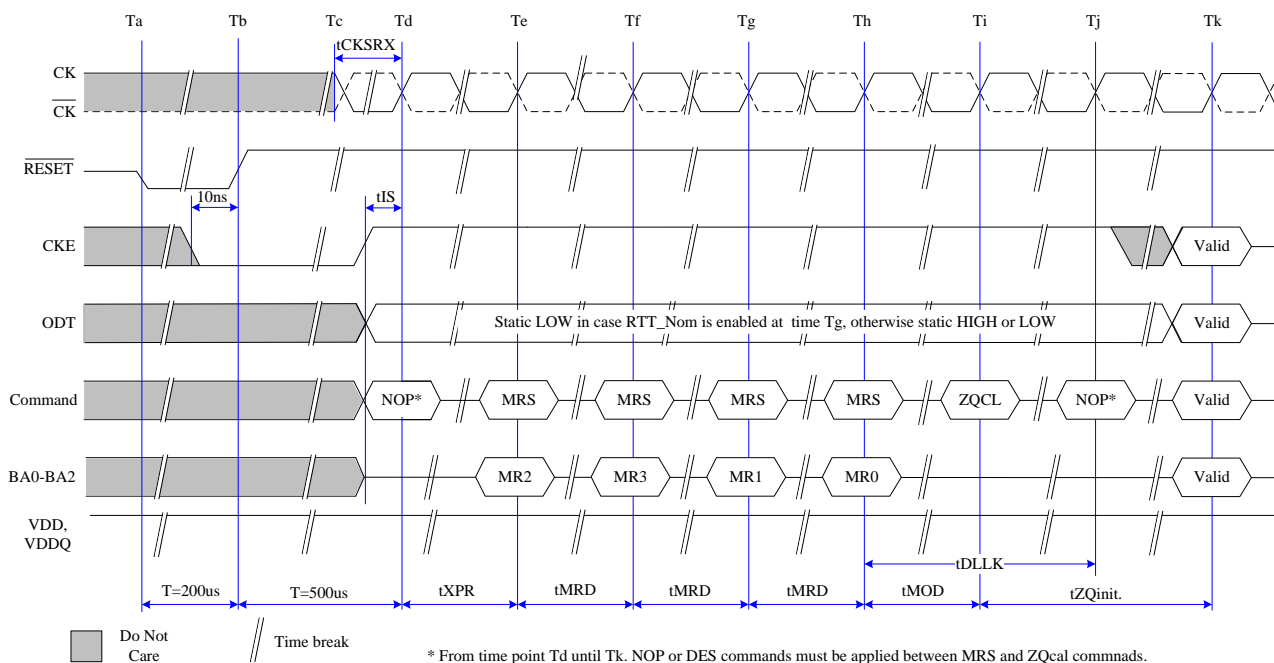 Ta Tb Tc Td Te Tf Tg Th Ti Tj Tk
tCKSRX
CK
CK
RESET
10ns
tIS
CKE
Valid
ODT
Static LOW in case RTT_Nom is enabled at time Tg, otherwise static HIGH or LOW
Valid
Command
NOP* MRS MRS MRS MRS ZQCL NOP* Valid
BA0-BA2
MR2 MR3 MR1 MR0 Valid
VDD,
VDDQ
tDLLK
T=200us T=500us tXPR tMRD tMRD tMRD tMOD tZQinit.
Do Not
Care
Time break
* From time point Td until Tk. NOP or DES commands must be applied between MRS and ZQcal commnads.